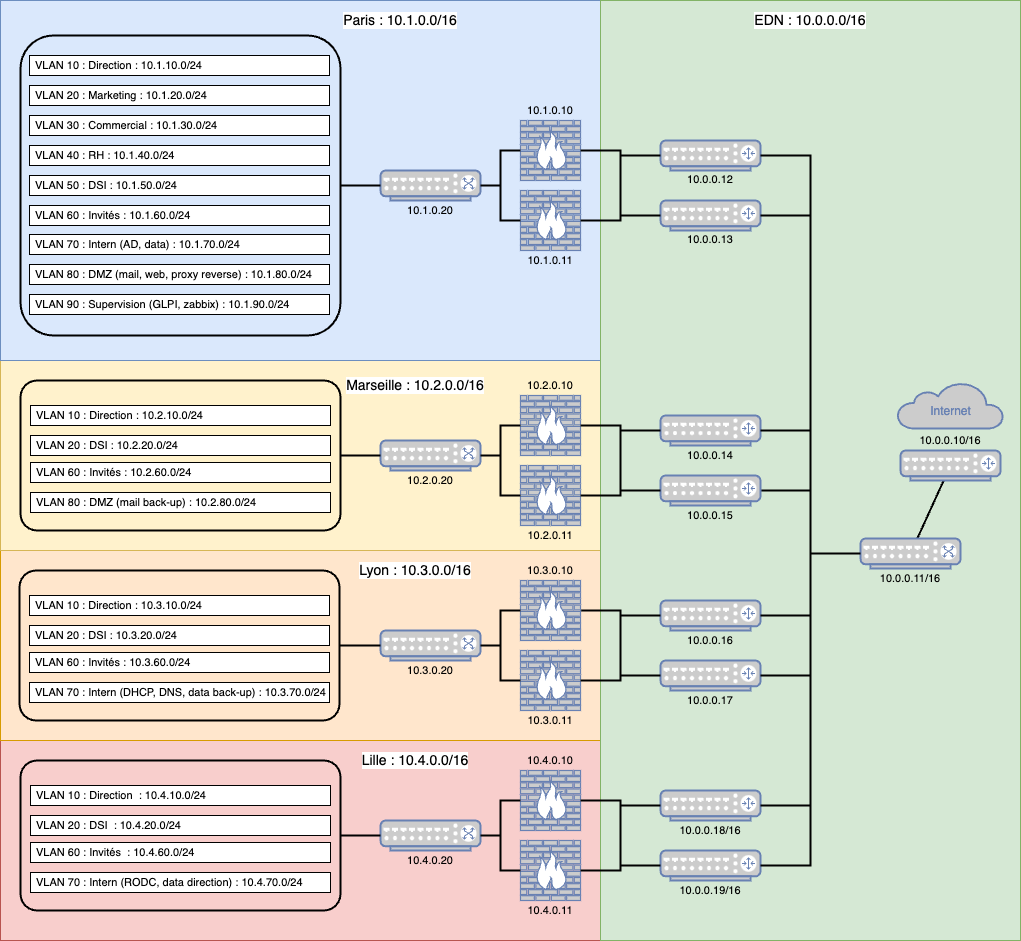 Paris : 10.1.0.0/16
EDN : 10.0.0.0/16
VLAN 10 : Direction : 10.1.10.0/24
VLAN 20 : Marketing : 10.1.20.0/24
VLAN 30 : Commercial : 10.1.30.0/24
VLAN 40 : RH : 10.1.40.0/24
VLAN 50 : DSI : 10.1.50.0/24
VLAN 60 : Invités : 10.1.60.0/24
VLAN 70 : Intern (AD, data) : 10.1.70.0/24
VLAN 80 : DMZ (mail, web, proxy reverse) : 10.1.80.0/24
VLAN 90 : Supervision (GLPI, zabbix) : 10.1.90.0/24
10.1.0.20
10.1.0.10
10.1.0.11
10.0.0.12
10.0.0.13
Marseille : 10.2.0.0/16
VLAN 10 : Direction : 10.2.10.0/24
VLAN 20 : DSI : 10.2.20.0/24
VLAN 60 : Invités : 10.2.60.0/24
VLAN 80 : DMZ (mail back-up) : 10.2.80.0/24
10.2.0.20
10.2.0.10
10.2.0.11
10.0.0.14
10.0.0.15
Internet
10.0.0.10/16
10.0.0.11/16
Lyon : 10.3.0.0/16
VLAN 10 : Direction : 10.3.10.0/24
VLAN 20 : DSI : 10.3.20.0/24
VLAN 60 : Invités : 10.3.60.0/24
VLAN 70 : Intern (DHCP, DNS, data back-up) : 10.3.70.0/24
10.3.0.20
10.3.0.10
10.3.0.11
10.0.0.16
10.0.0.17
Lille : 10.4.0.0/16
VLAN 10 : Direction  : 10.4.10.0/24
VLAN 20 : DSI  : 10.4.20.0/24
VLAN 60 : Invités  : 10.4.60.0/24
VLAN 70 : Intern (RODC, data direction) : 10.4.70.0/24
10.4.0.20
10.4.0.10
10.4.0.11
10.0.0.18/16
10.0.0.19/16